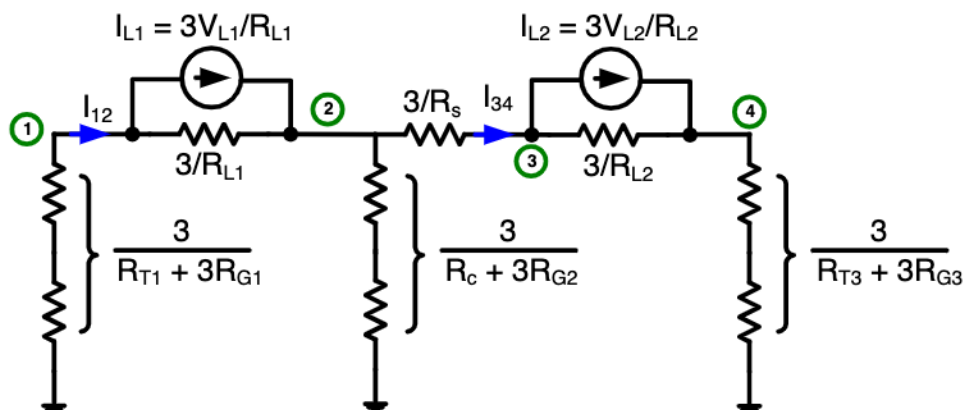 I_L1 = 3V_L1/R_L1
I_L2 = 3V_L2/R_L2
1
I_12
2
3/R_s
I_34
4
3/R_L1
3
3/R_L2
3
R_T1 + 3R_G1
3
R_c + 3R_G2
3
R_T3 + 3R_G3